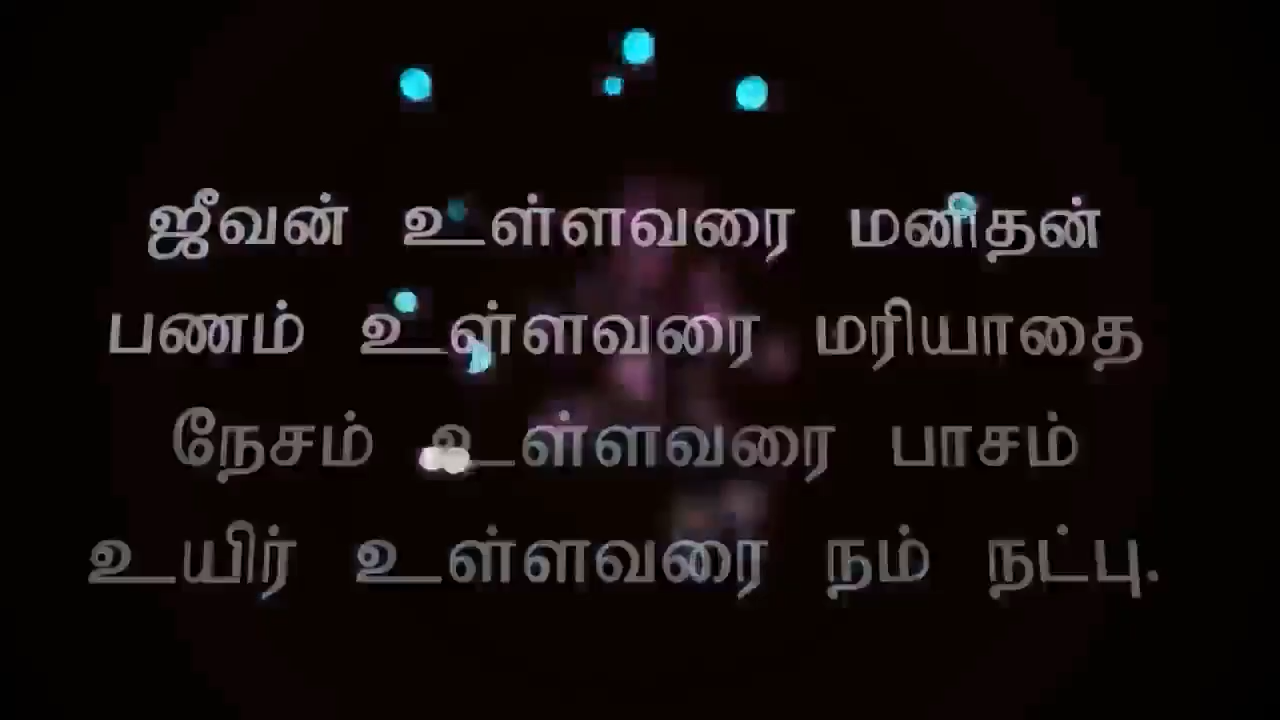 ஜீவன் உள்ளவரை மனிதன்
பணம் உள்ளவரை மரியாதை
நேசம் உள்ளவரை பாசம்
உயிர் உள்ளவரை நம் நட்பு.